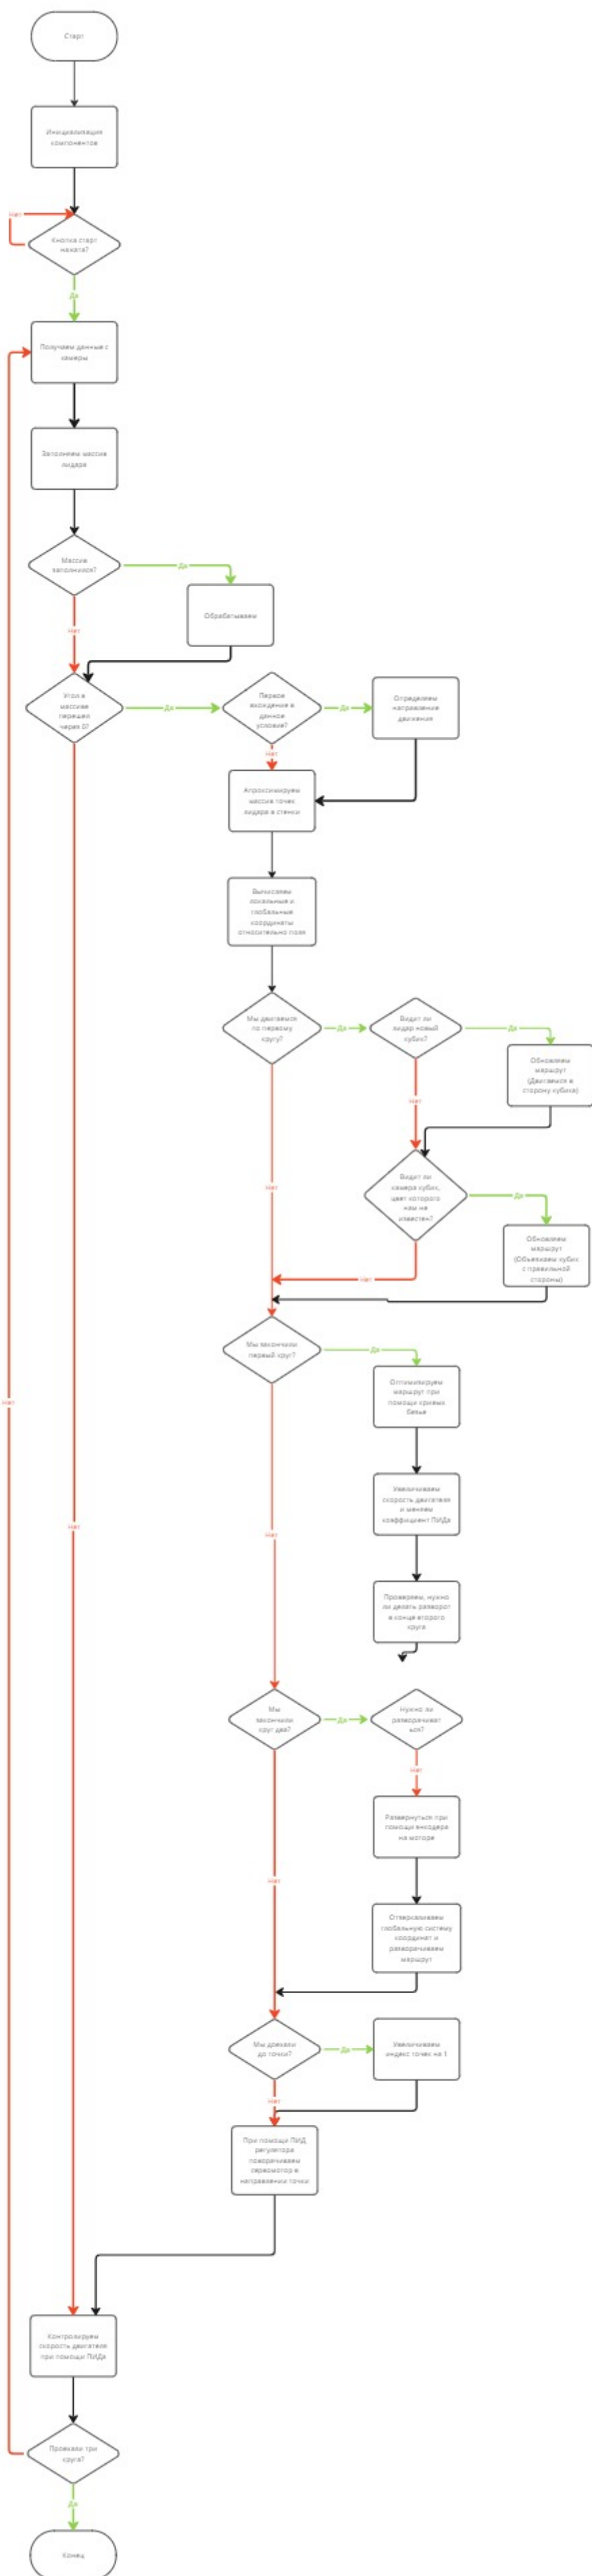 Старт
Инициализация
компонентов
Нет
Кнопка старт
нажата?
Да
Получаем данные с
камеры
Заполняем массив
лидара
Массив
заполнился?
Да
Обрабатываем
Нет
Угол в
массиве
перешел
через 0?
Да
Первое
вхождение в
данное
условие?
Да
Определяем
направление
движения
Нет
Апроксимируем
массив точек
лидара в стенки
Вычисляем
локальные и
глобальные
координаты
относительно поля
Мы двигаемся
по первому
кругу?
Да
Видит ли
лидар новый
кубик?
Да
Обновляем
маршрут
(Двигаемся в
сторону кубика)
Нет
Нет
Видит ли
камера кубик,
цвет которого
нам не
известен?
Да
Обновляем
маршрут
(Объезжаем кубик
с правильной
стороны)
Нет
Мы закончили
первый круг?
Да
Оптимизируем
маршрут при
помощи кривых
безье
Нет
Увеличиваем
скорость двигателя
и меняем
коэффициент ПИДа
Нет
Нет
Проверяем, нужно
ли делать разворот
в конце второго
круга
Мы
закончили
круг два?
Да
Нужно ли
разворачиват
ься?
Нет
Развернуться при
помощи энкодера
на моторе
Нет
Отзеркаливаем
глобальную систему
координат и
разворачиваем
маршрут
Мы доехали
до точки?
Да
Увеличиваем
индекс точек на 1
Нет
При помощи ПИД
регулятора
поворачиваем
сервомотор в
направлении точки
Контролируем
скорость двигателя
при помощи ПИДа
Проехали три
круга?
Да
Конец